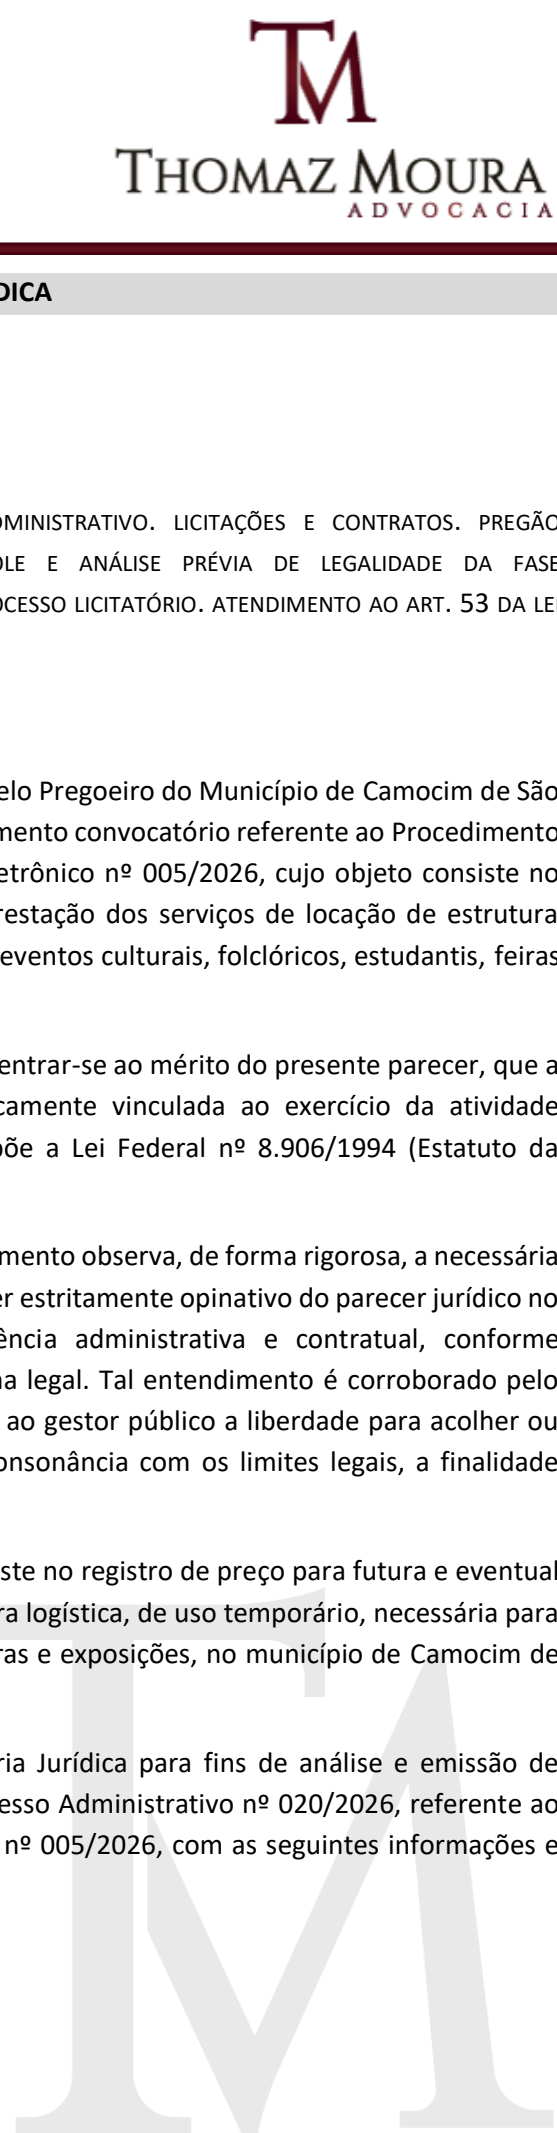 TM
THOMAZ MOURA
ADVOCACIA
DICA
MINISTRATIVO. LICITAÇÕES E CONTRATOS. PREGÃO
OLE E ANÁLISE PRÉVIA DE LEGALIDADE DA FASE
OCESSO LICITATÓRIO. ATENDIMENTO AO ART. 53 DA LEI
elo Pregoeiro do Município de Camocim de São
mento convocatório referente ao Procedimento
etrônico nº 005/2026, cujo objeto consiste no
restação dos serviços de locação de estrutura
eventos culturais, folclóricos, estudantis, feiras
entrar-se ao mérito do presente parecer, que a
camente vinculada ao exercício da atividade
põe a Lei Federal nº 8.906/1994 (Estatuto da
mento observa, de forma rigorosa, a necessária
er estritamente opinativo do parecer jurídico no
ência administrativa e contratual, conforme
na legal. Tal entendimento é corroborado pelo
ao gestor público a liberdade para acolher ou
onsonância com os limites legais, a finalidade
iste no registro de preço para futura e eventual
ra logística, de uso temporário, necessária para
ras e exposições, no município de Camocim de
ria Jurídica para fins de análise e emissão de
esso Administrativo nº 020/2026, referente ao
nº 005/2026, com as seguintes informações e